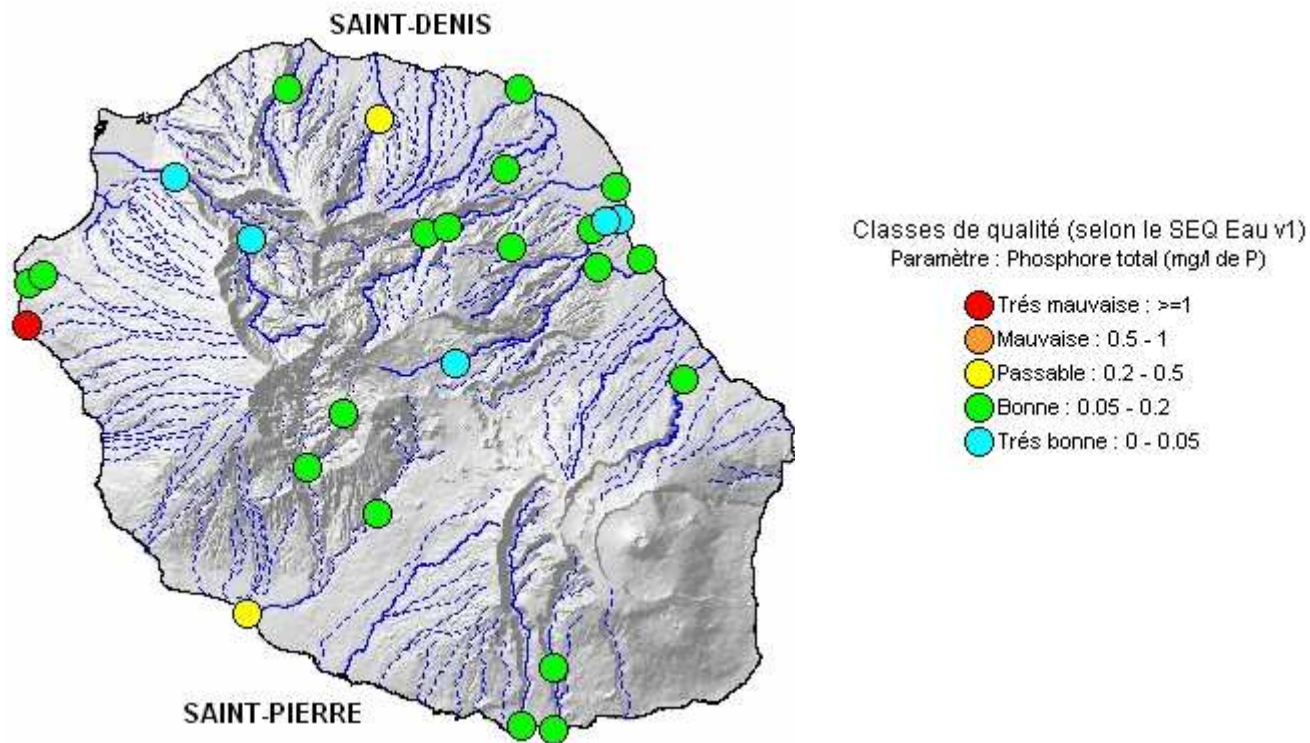 SAINT-DENIS
Classes de qualité (selon le SEQ Eau v1)
Paramètre : Phosphore total (mg/l de P)
Trés mauvaise : >=1
Mauvaise : 0.5 - 1
Passable : 0.2 - 0.5
Bonne : 0.05 - 0.2
Trés bonne : 0 - 0.05
SAINT-PIERRE